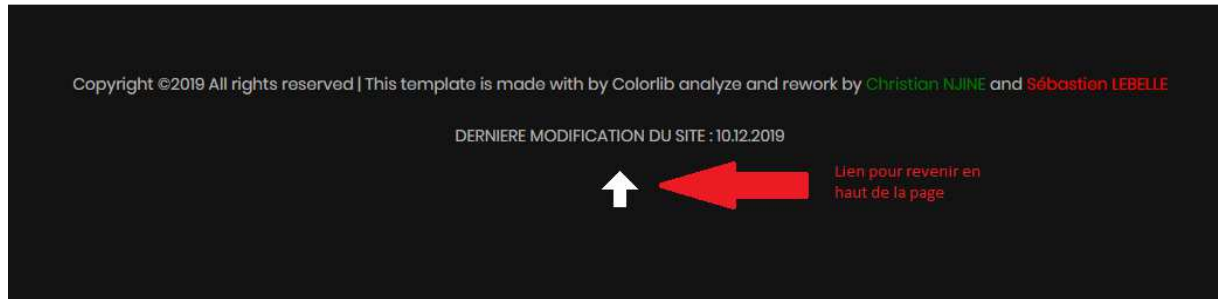 Copyright ©2019 All rights reserved | This template is made with by Colorlib analyze and rework by Christian NJINE and Sébastien LEBELLE
DERNIERE MODIFICATION DU SITE : 10.12.2019
Lien pour revenir en
haut de la page